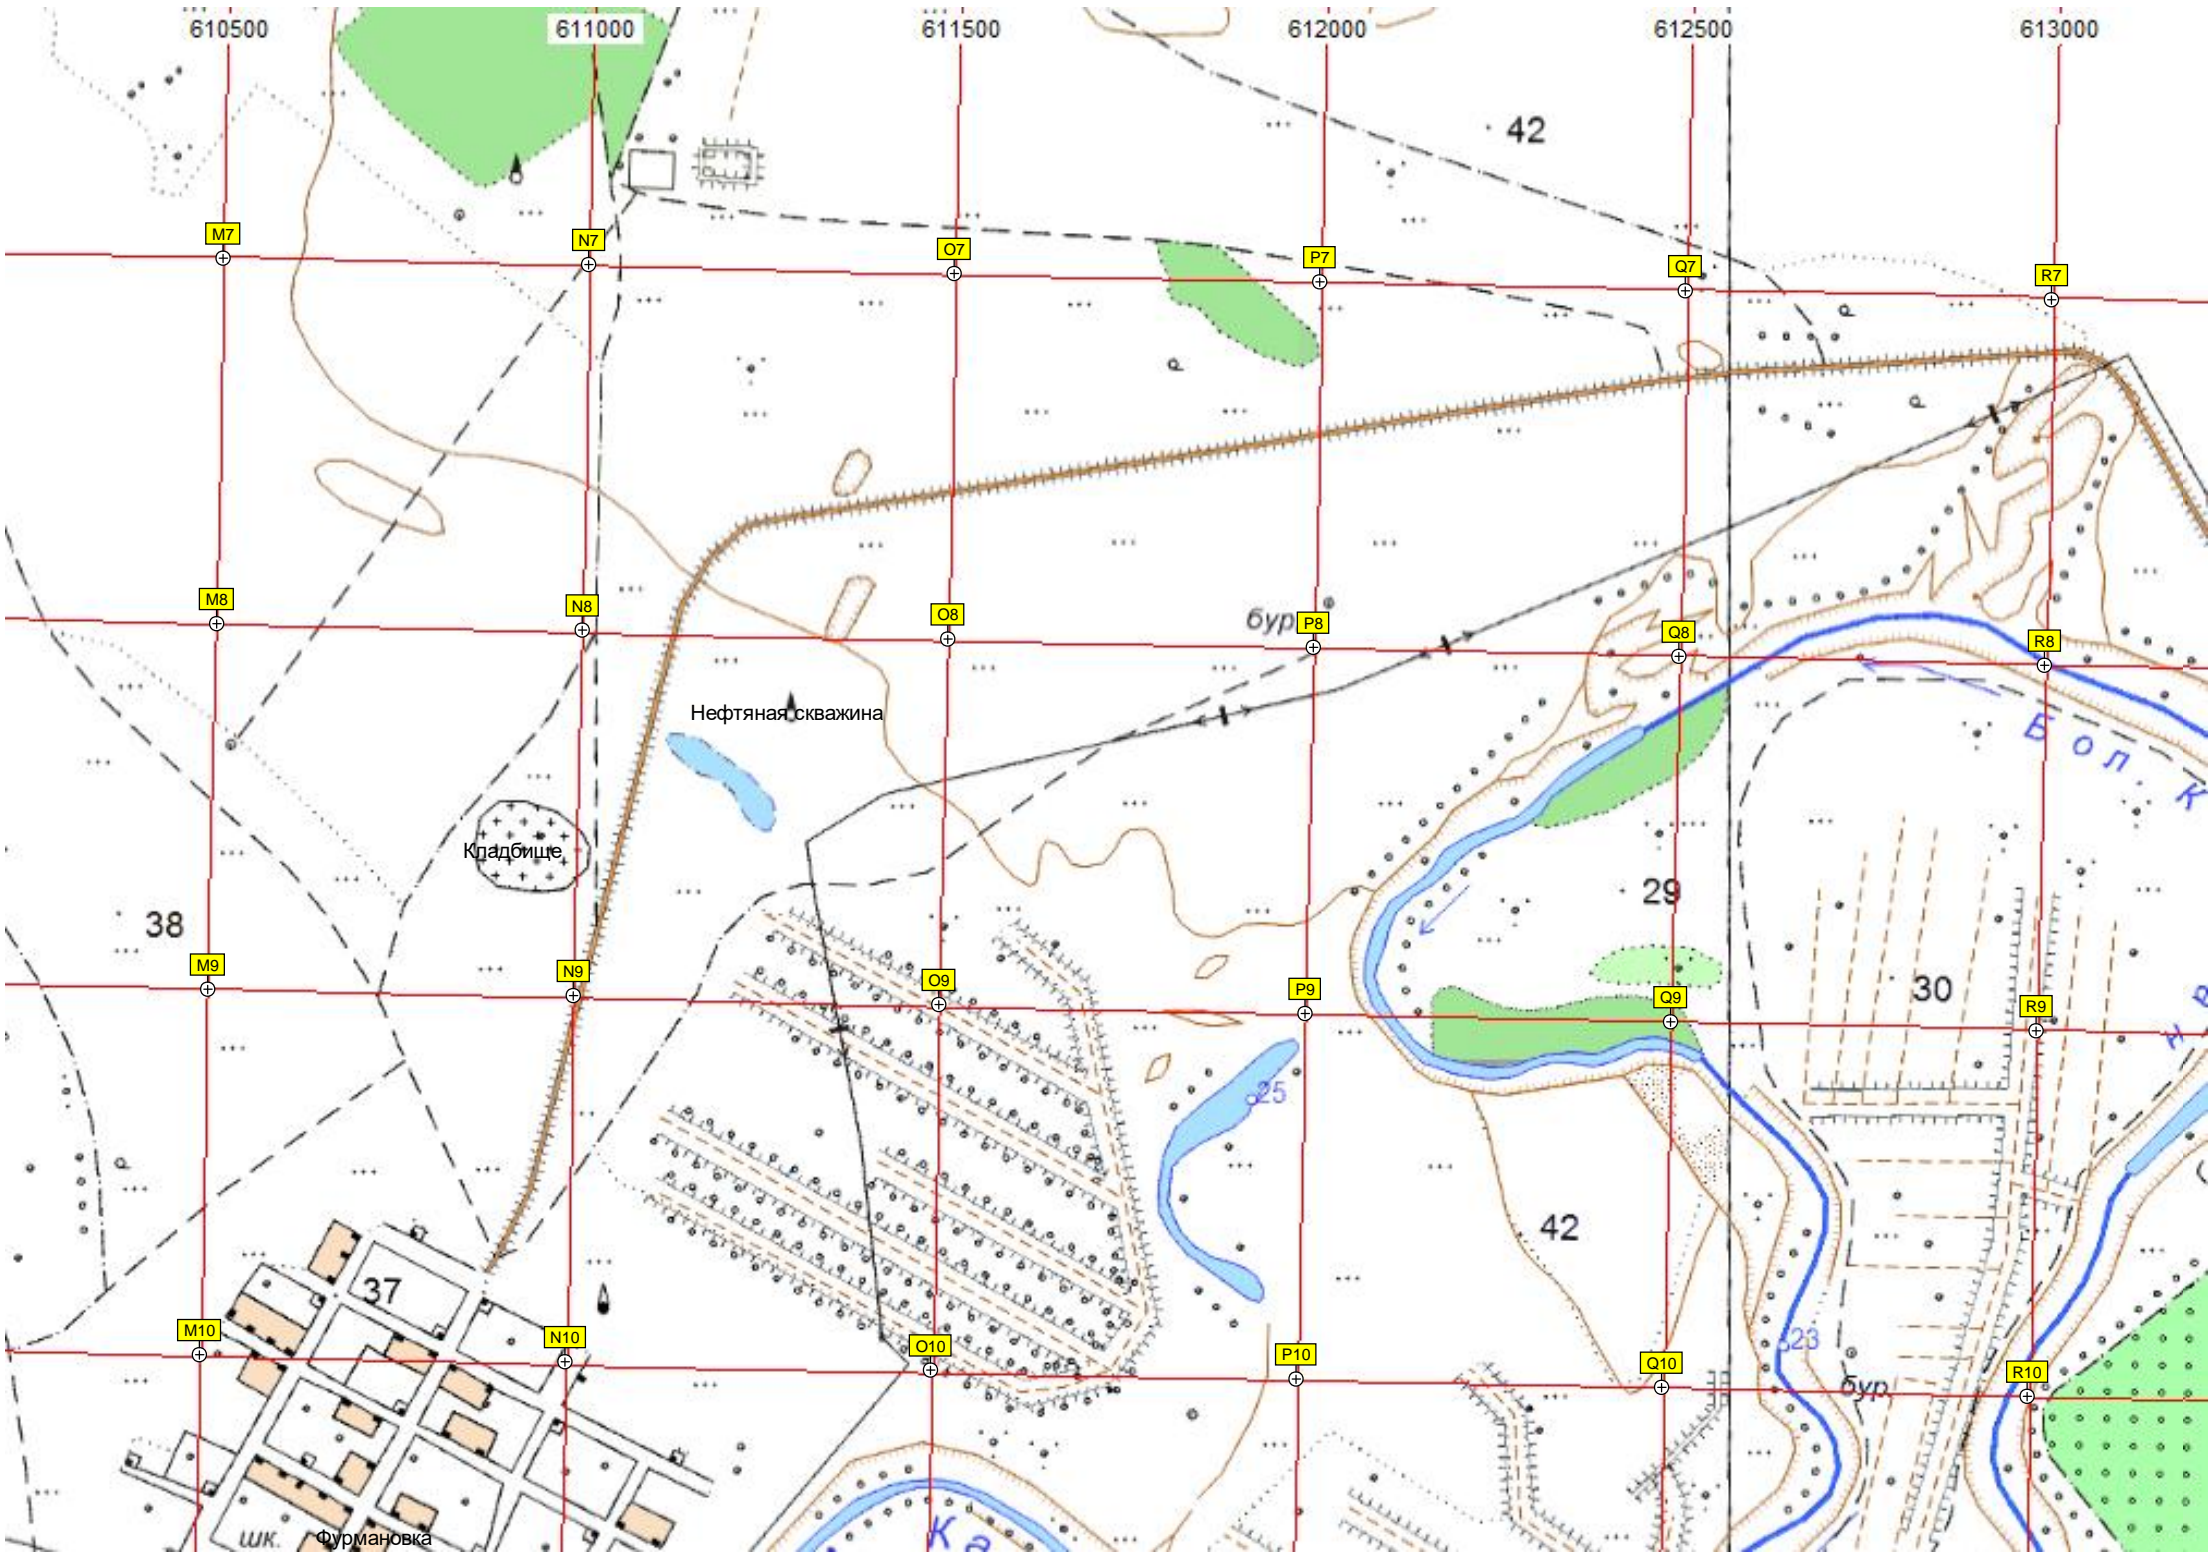 610500 611000 611500 612000 612500 613000
42
M7 N7 O7 P7 Q7 R7
M8 N8 O8 бур P8 Q8 R8
Нефтяная скважина
Бол. К
Кладбище
29
38
M9 N9 O9 P9 Q9 30 R9
н в
25
42
37
23
M10 N10 O10 P10 Q10 бур. R10
шк. Фурмановка
Ка